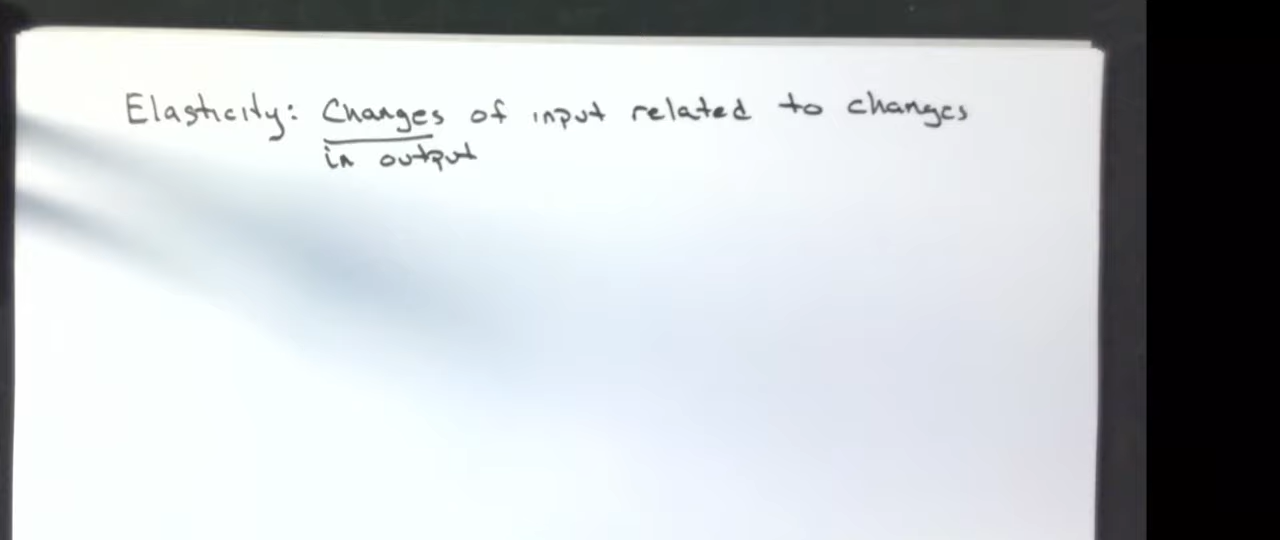 Elasticity: Changes of input related to changes
in output